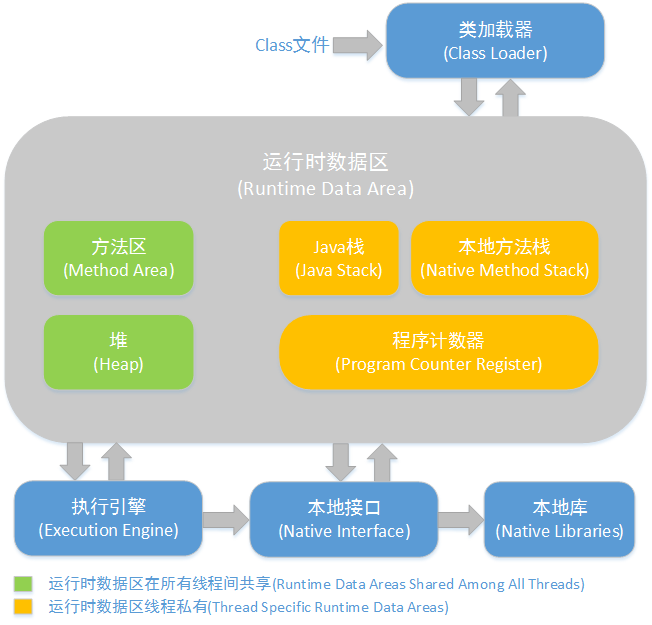 类加载器
(Class Loader)
Class文件
运行时数据区
(Runtime Data Area)
方法区
(Method Area)
Java栈
(Java Stack)
本地方法栈
(Native Method Stack)
堆
(Heap)
程序计数器
(Program Counter Register)
执行引擎
(Execution Engine)
本地接口
(Native Interface)
本地库
(Native Libraries)
运行时数据区在所有线程间共享(Runtime Data Areas Shared Among All Threads)
运行时数据区线程私有(Thread Specific Runtime Data Areas)